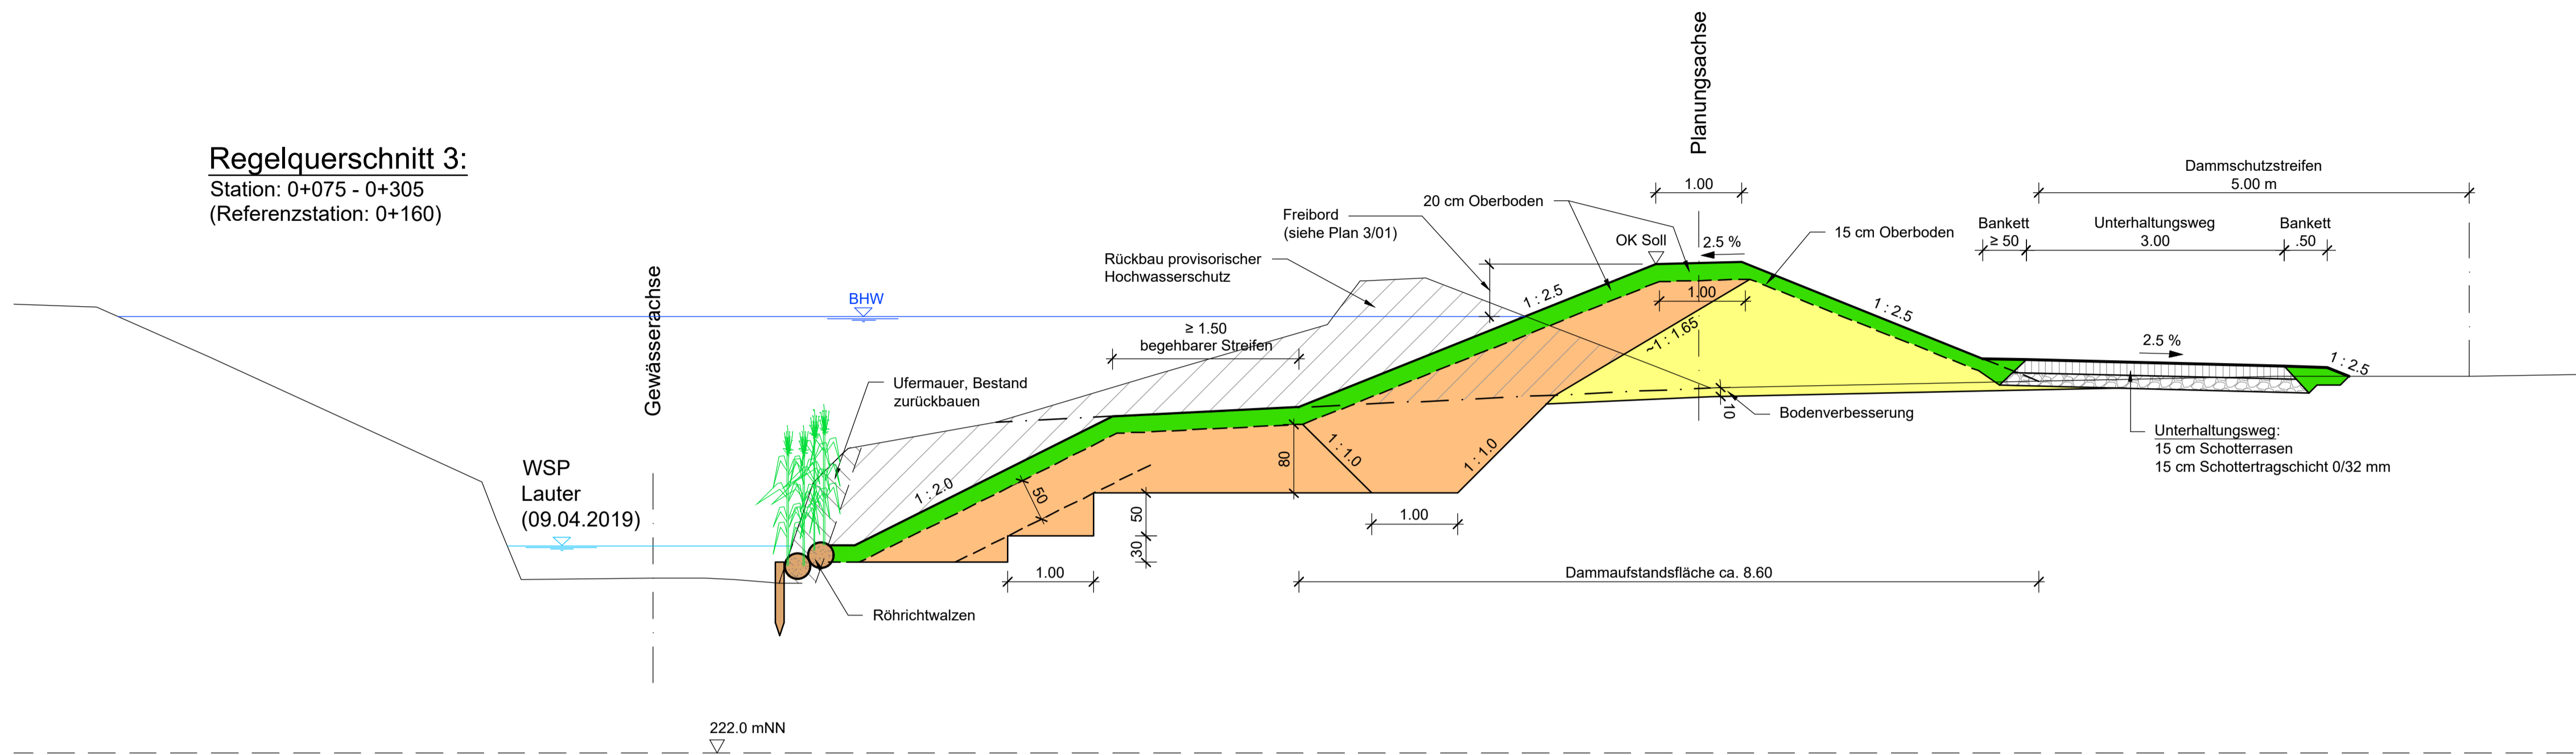 Regelquerschnitt 3:
Station: 0+075 - 0+305
(Referenzstation: 0+160)
Gewässerachse
Planungsachse
BHW
WSP
Lauter
(09.04.2019)
222.0 mNN
Ufermauer, Bestand
zurückbauen
Röhrichtwalzen
Rückbau provisorischer
Hochwasserschutz
≥ 1.50
begehbarer Streifen
Freibord
(siehe Plan 3/01)
20 cm Oberboden
OK Soll
1.00
2.5 %
15 cm Oberboden
1.00
1 : 2.5
1 : 2.5
~1 : 1.65
1 : 2.0
50
80
1 : 1.0
1 : 1.0
50
30
1.00
1.00
Dammaufstandsfläche ca. 8.60
10
Bodenverbesserung
Dammschutzstreifen
5.00 m
Bankett
≥ 50
Unterhaltungsweg
3.00
Bankett
.50
2.5 %
1 : 2.5
Unterhaltungsweg:
15 cm Schotterrasen
15 cm Schottertragschicht 0/32 mm